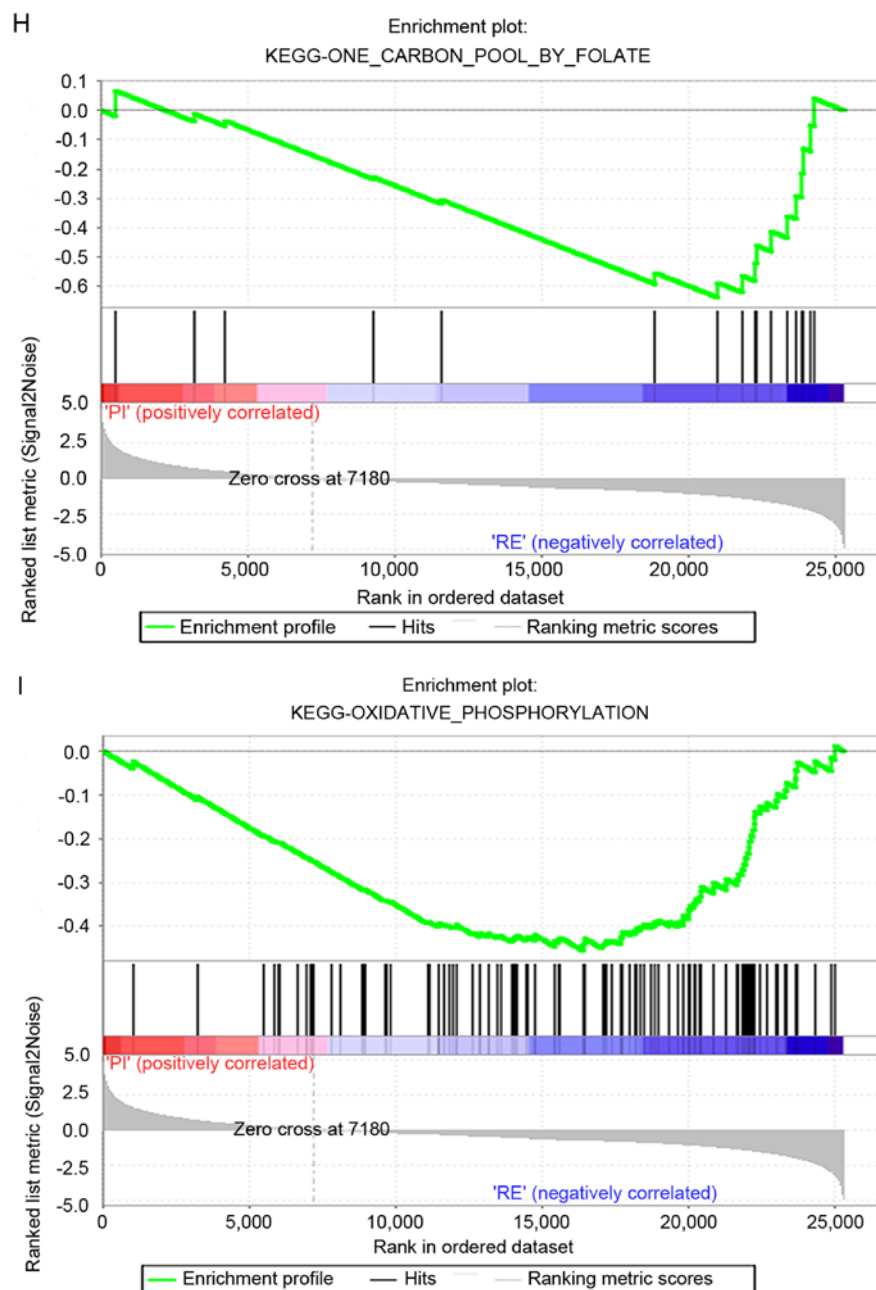 H
Enrichment plot:
KEGG-ONE_CARBON_POOL_BY_FOLATE
0.1
0.0
-0.1
-0.2
-0.3
-0.4
-0.5
-0.6
5.0
'PI' (positively correlated)
2.5
0.0
Zero cross at 7180
-2.5
'RE' (negatively correlated)
-5.0
Ranked list metric (Signal2Noise)
0 5,000 10,000 15,000 20,000 25,000
Rank in ordered dataset
Enrichment profile Hits Ranking metric scores
I
Enrichment plot:
KEGG-OXIDATIVE_PHOSPHORYLATION
0.0
-0.1
-0.2
-0.3
-0.4
5.0
'PI' (positively correlated)
2.5
0.0
Zero cross at 7180
-2.5
'RE' (negatively correlated)
-5.0
Ranked list metric (Signal2Noise)
0 5,000 10,000 15,000 20,000 25,000
Rank in ordered dataset
Enrichment profile Hits Ranking metric scores